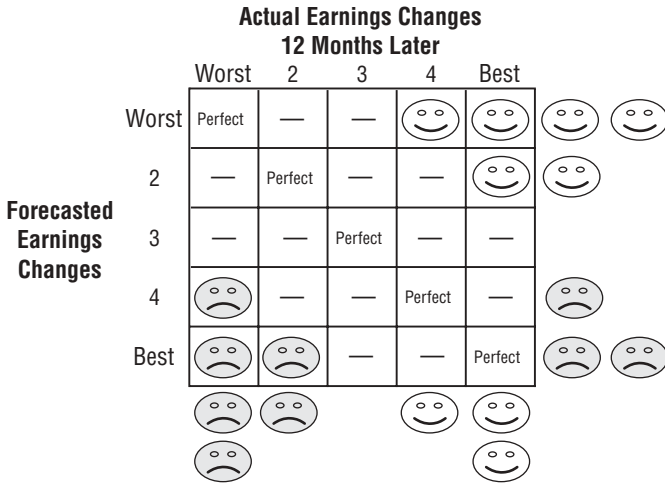 Actual Earnings Changes
12 Months Later
Worst 2 3 4 Best
Worst Perfect — —
2 — Perfect — —
Forecasted
Earnings
Changes
3 — — Perfect — —
4 — — Perfect —
Best — — Perfect